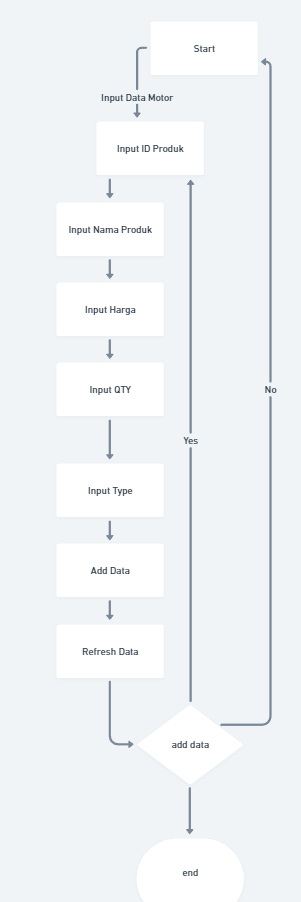 Start
Input Data Motor
Input ID Produk
Input Nama Produk
Input Harga
Input QTY
Input Type
Add Data
Refresh Data
add data
Yes
No
end